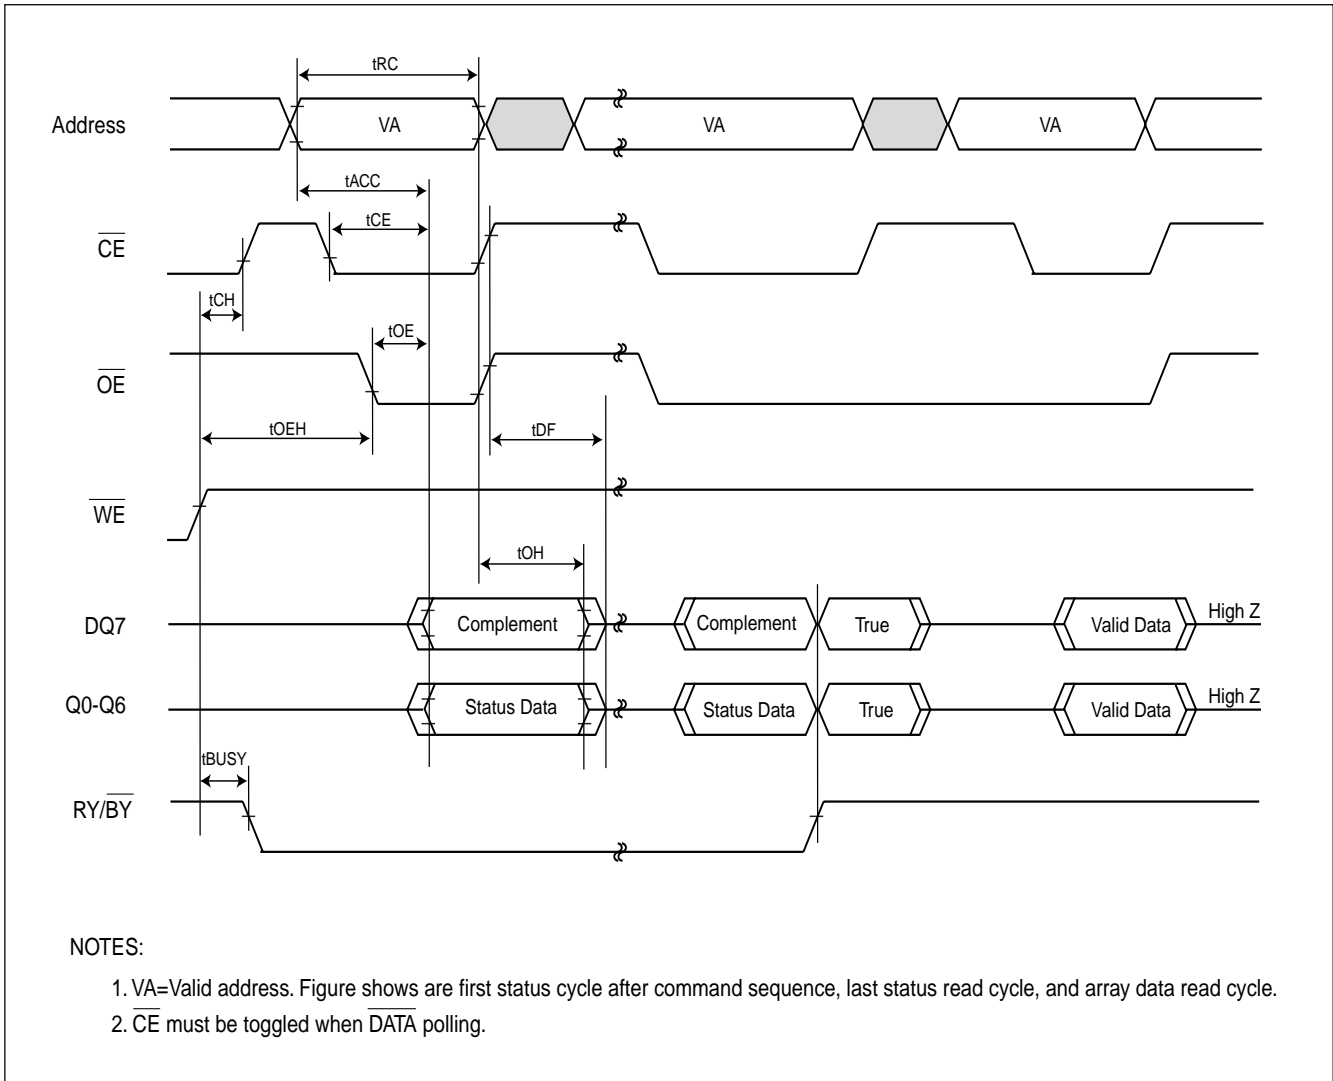 tRC
Address VA VA VA
tACC
tCE
CE
tCH
tOE
OE
tOEH tDF
WE
tOH
DQ7 Complement Complement True Valid Data High Z
Q0-Q6 Status Data Status Data True Valid Data High Z
tBUSY
RY/BY
NOTES:
1. VA=Valid address. Figure shows are first status cycle after command sequence, last status read cycle, and array data read cycle.
2. CE must be toggled when DATA polling.